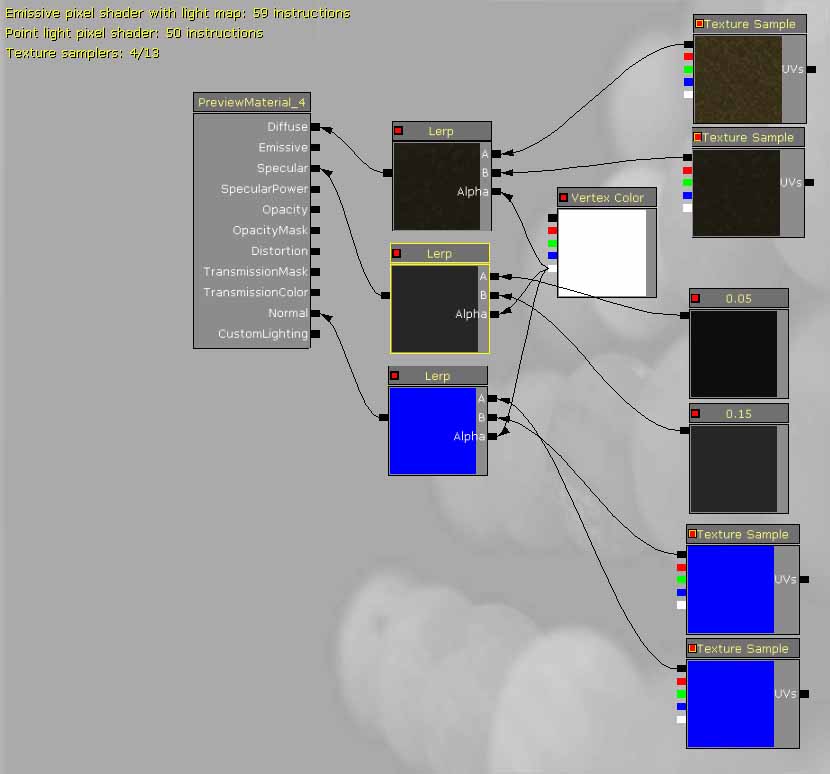 Emissive pixel shader with light map: 59 instructions
Point light pixel shader: 50 instructions
Texture samplers: 4/13
PreviewMaterial_4
Diffuse
Emissive
Specular
SpecularPower
Opacity
OpacityMask
Distortion
TransmissionMask
TransmissionColor
Normal
CustomLighting
Lerp
A
B
Alpha
Lerp
A
B
Alpha
Lerp
A
B
Alpha
Vertex Color
Texture Sample
UVs
Texture Sample
UVs
0.05
0.15
Texture Sample
UVs
Texture Sample
UVs